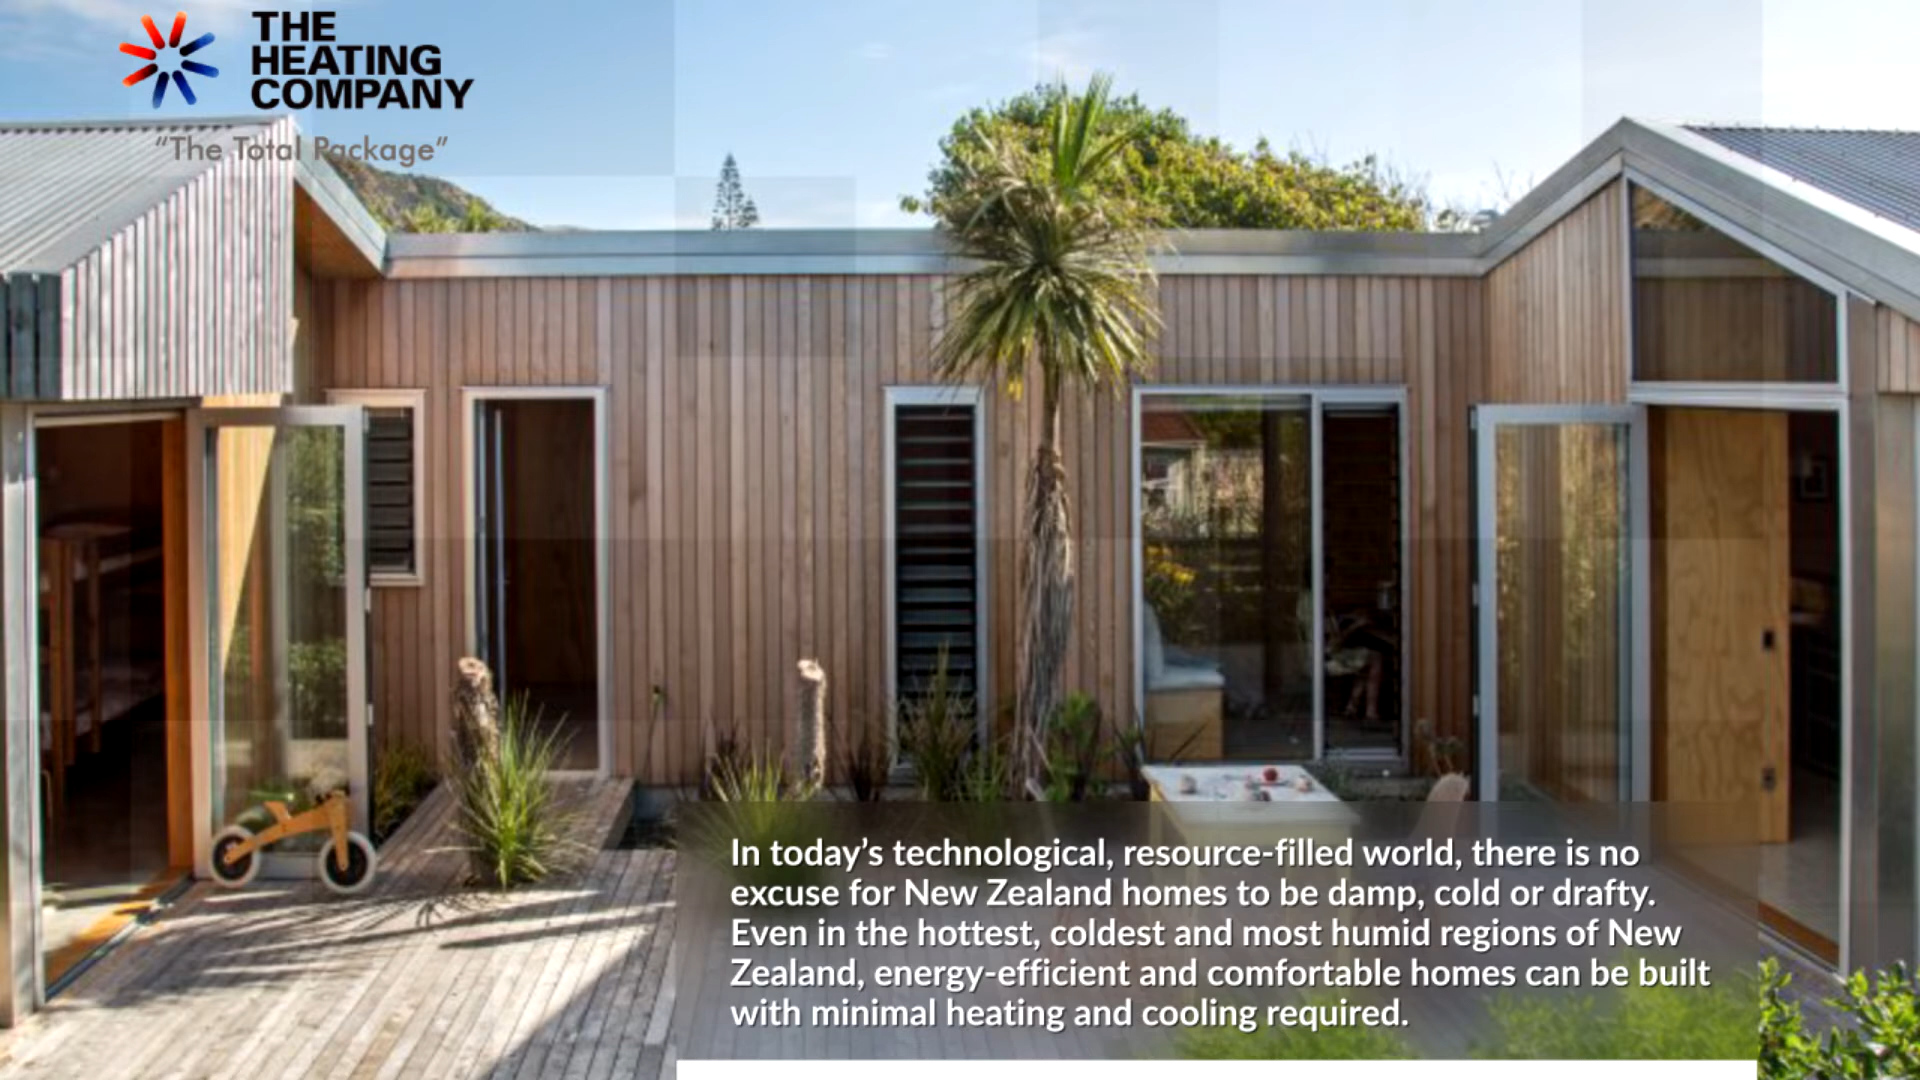 THE
HEATING
COMPANY
“The Total Package”
In today’s technological, resource-filled world, there is no
excuse for New Zealand homes to be damp, cold or drafty.
Even in the hottest, coldest and most humid regions of New
Zealand, energy-efficient and comfortable homes can be built
with minimal heating and cooling required.